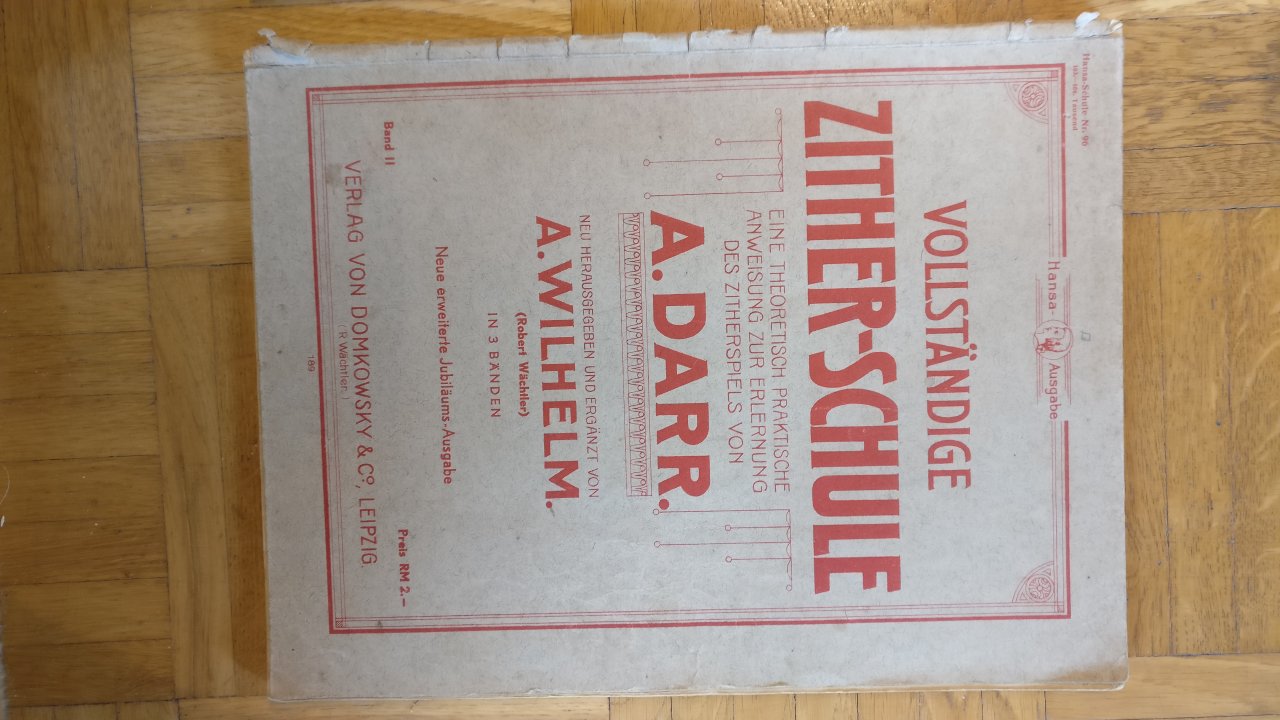 Hansa-Schule Nr. 96
Hansa-
Ausgabe
VOLLSTÄNDIGE
ZITHER-SCHULE
EINE THEORETISCH PRAKTISCHE
ANWEISUNG ZUR ERLERNUNG
DES ZITHERSPIELS VON
A. DARR.
NEU HERAUSGEGEBEN UND ERGÄNZT VON
A. WILHELM.
(Robert Wächtler)
IN 3 BÄNDEN
Neue erweiterte Jubiläums-Ausgabe
Band II
Preis RM 2.–
VERLAG VON DOMKOWSKY & Co., LEIPZIG
(R. Wächtler.)
189